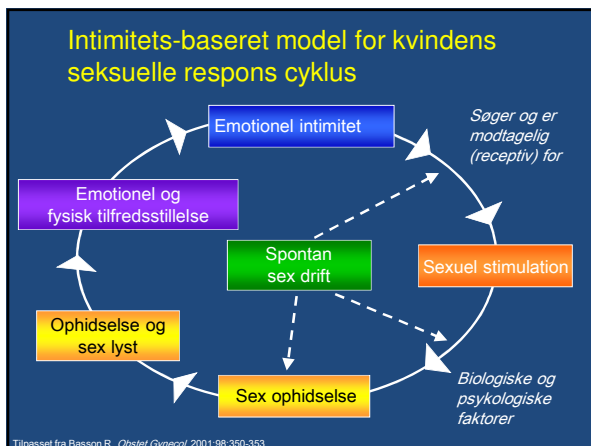 Intimitets-baseret model for kvindens
seksuelle respons cyklus
Emotionel intimitet
Søger og er
modtagelig
(receptiv) for
Emotionel og
fysisk tilfredsstillelse
Spontan
sex drift
Sexuel stimulation
Ophidselse og
sex lyst
Sex ophidselse
Biologiske og
psykologiske
faktorer
Tilpasset fra Basson R. Obstet Gynecol. 2001;98:350-353